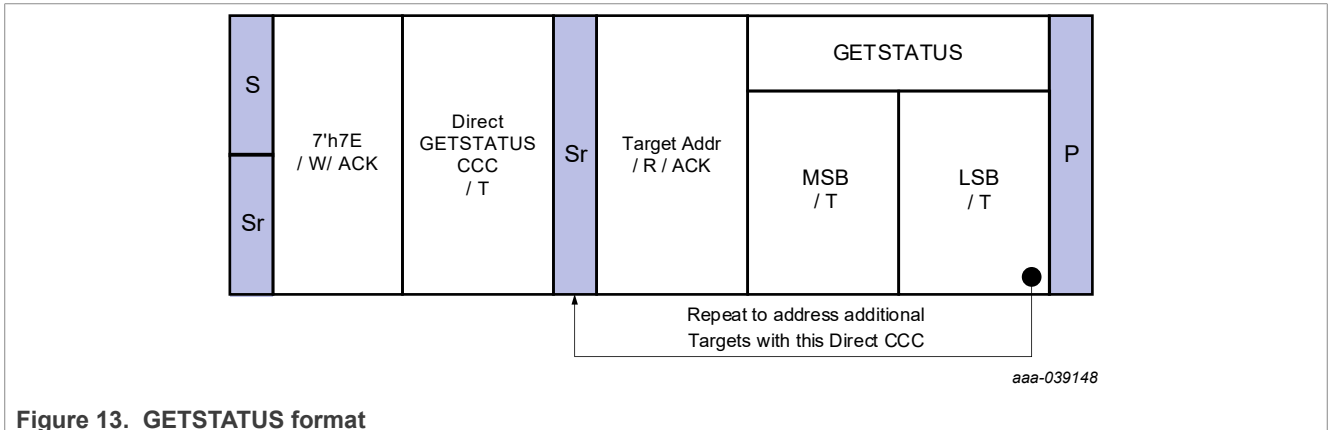 S
Sr
7'h7E
/ W/ ACK
Direct
GETSTATUS
CCC
/ T
Sr
Target Addr
/ R / ACK
GETSTATUS
MSB
/ T
LSB
/ T
P
Repeat to address additional
Targets with this Direct CCC
aaa-039148
Figure 13. GETSTATUS format